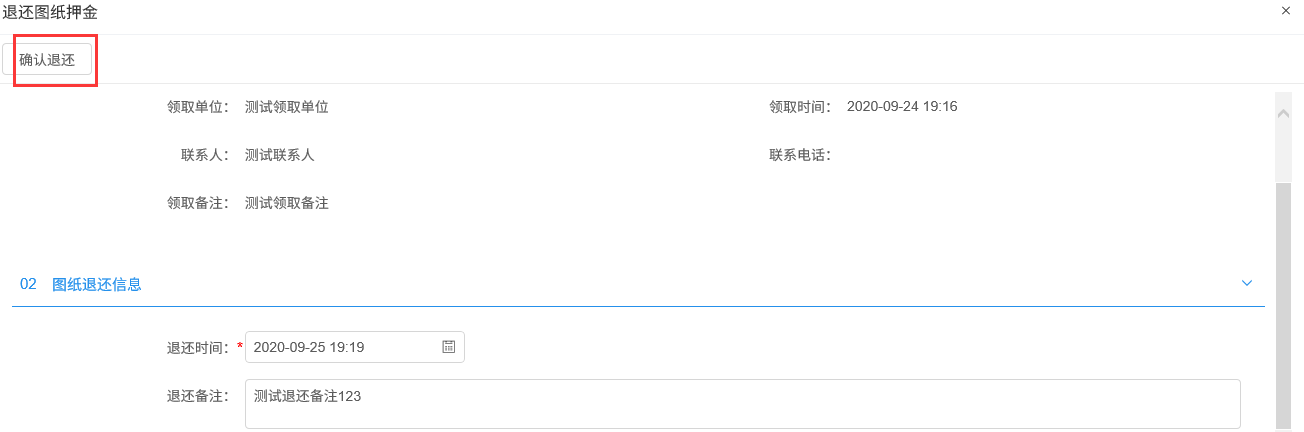 退还图纸押金
确认退还
领取单位： 测试领取单位 领取时间： 2020-09-24 19:16
联系人： 测试联系人 联系电话：
领取备注： 测试领取备注
02 图纸退还信息
退还时间：* 2020-09-25 19:19
退还备注： 测试退还备注123